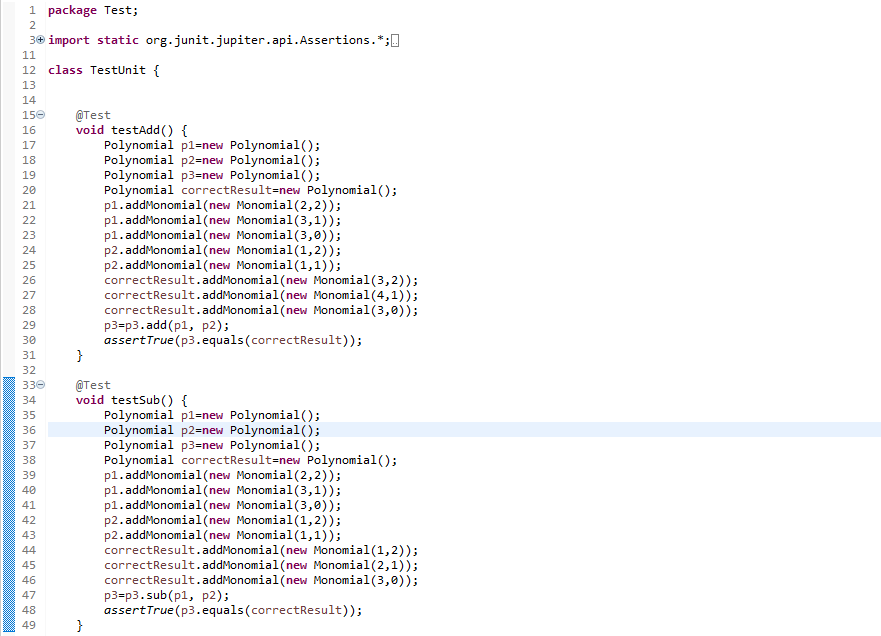 1 package Test;
2
3 import static org.junit.jupiter.api.Assertions.*;
11
12 class TestUnit {
13
14
15 @Test
16 void testAdd() {
17 Polynomial p1=new Polynomial();
18 Polynomial p2=new Polynomial();
19 Polynomial p3=new Polynomial();
20 Polynomial correctResult=new Polynomial();
21 p1.addMonomial(new Monomial(2,2));
22 p1.addMonomial(new Monomial(3,1));
23 p1.addMonomial(new Monomial(3,0));
24 p2.addMonomial(new Monomial(1,2));
25 p2.addMonomial(new Monomial(1,1));
26 correctResult.addMonomial(new Monomial(3,2));
27 correctResult.addMonomial(new Monomial(4,1));
28 correctResult.addMonomial(new Monomial(3,0));
29 p3=p3.add(p1, p2);
30 assertTrue(p3.equals(correctResult));
31 }
32
33 @Test
34 void testSub() {
35 Polynomial p1=new Polynomial();
36 Polynomial p2=new Polynomial();
37 Polynomial p3=new Polynomial();
38 Polynomial correctResult=new Polynomial();
39 p1.addMonomial(new Monomial(2,2));
40 p1.addMonomial(new Monomial(3,1));
41 p1.addMonomial(new Monomial(3,0));
42 p2.addMonomial(new Monomial(1,2));
43 p2.addMonomial(new Monomial(1,1));
44 correctResult.addMonomial(new Monomial(1,2));
45 correctResult.addMonomial(new Monomial(2,1));
46 correctResult.addMonomial(new Monomial(3,0));
47 p3=p3.sub(p1, p2);
48 assertTrue(p3.equals(correctResult));
49 }